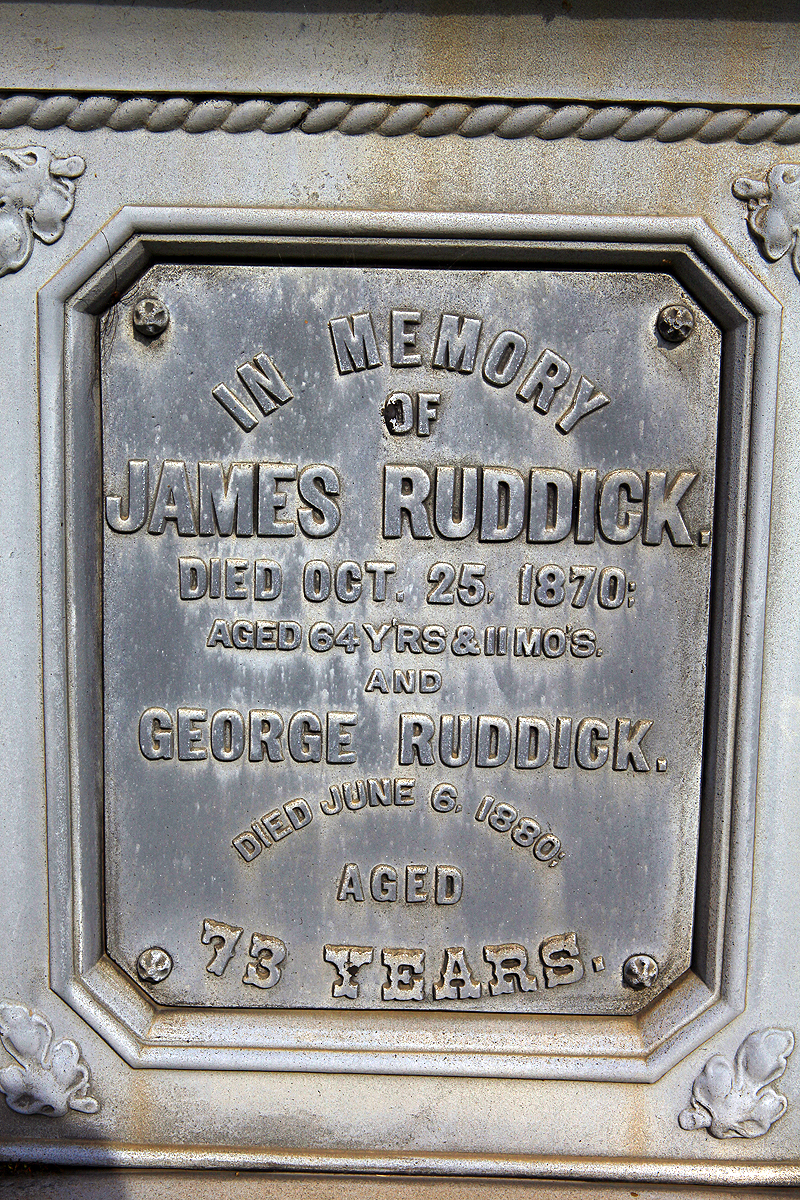 IN MEMORY
OF
JAMES RUDDICK.
DIED OCT. 25, 1870;
AGED 64 Y'RS & 11 MO'S.
AND
GEORGE RUDDICK.
DIED JUNE 6, 1880;
AGED
73 YEARS.